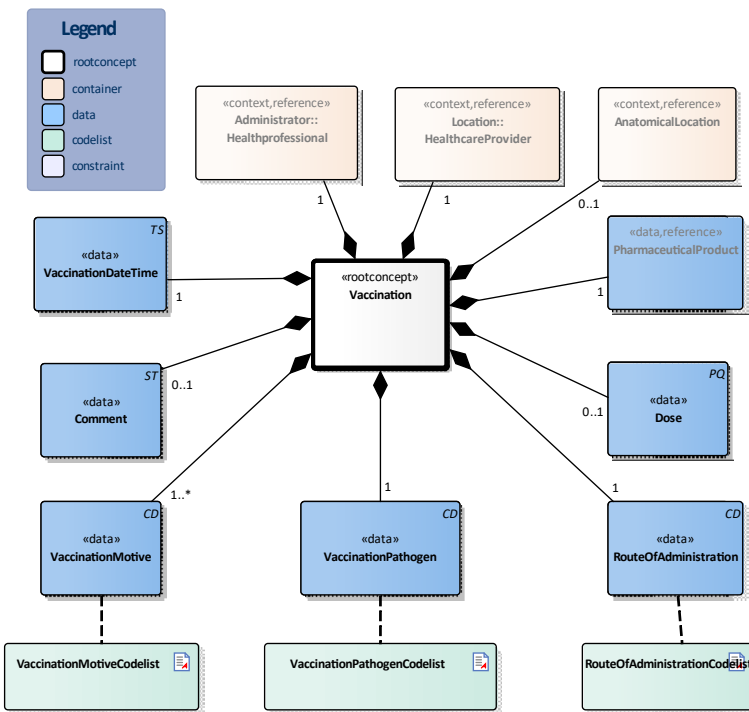 Legend
rootconcept
container
data
codelist
constraint
«context,reference»
Administrator::
Healthprofessional
«context,reference»
Location::
HealthcareProvider
«context,reference»
AnatomicalLocation
1
1
0..1
TS
«data»
VaccinationDateTime
1
«rootconcept»
Vaccination
«data,reference»
PharmaceuticalProduct
1
ST
«data»
Comment
0..1
PQ
«data»
Dose
0..1
1..*
1
1
CD
«data»
VaccinationMotive
CD
«data»
VaccinationPathogen
CD
«data»
RouteOfAdministration
VaccinationMotiveCodelist
VaccinationPathogenCodelist
RouteOfAdministrationCodelist